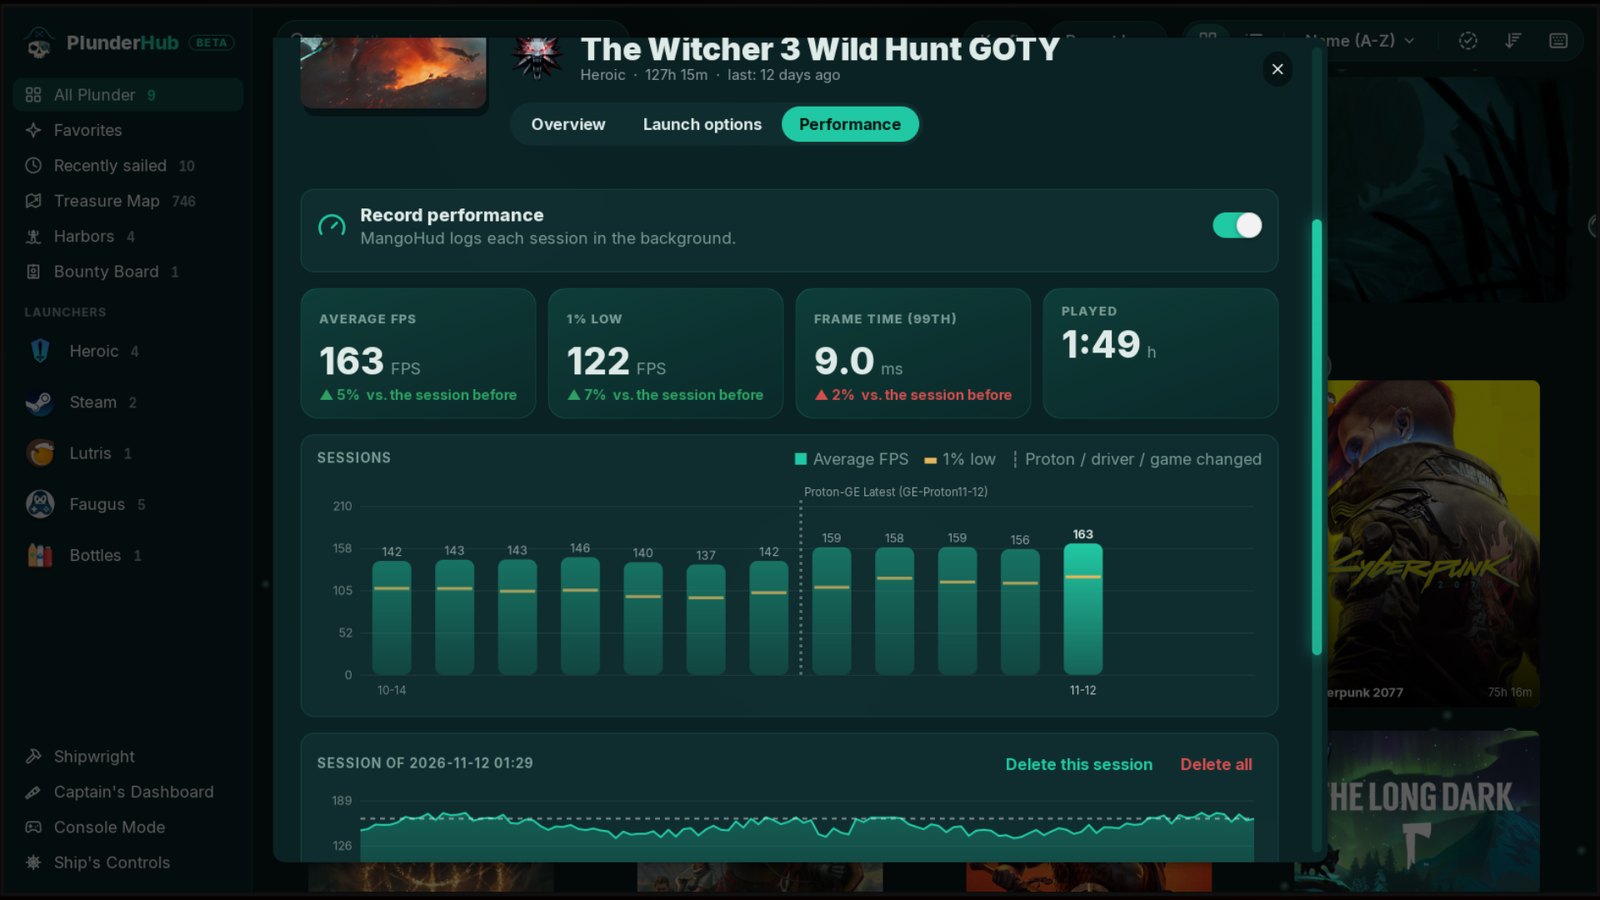 PlunderHub BETA
All Plunder 9
Favorites
Recently sailed 10
Treasure Map 746
Harbors 4
Bounty Board 1
LAUNCHERS
Heroic 4
Steam 2
Lutris 1
Faugus 5
Bottles 1
Shipwright
Captain's Dashboard
Console Mode
Ship's Controls
Name (A-Z)
The Witcher 3 Wild Hunt GOTY
Heroic · 127h 15m · last: 12 days ago
Overview Launch options Performance
Record performance
MangoHud logs each session in the background.
AVERAGE FPS
163 FPS
▲ 5% vs. the session before
1% LOW
122 FPS
▲ 7% vs. the session before
FRAME TIME (99TH)
9.0 ms
▲ 2% vs. the session before
PLAYED
1:49 h
SESSIONS
Average FPS 1% low Proton / driver / game changed
Proton-GE Latest (GE-Proton11-12)
210
158
105
52
0
142 143 143 146 140 137 142 159 158 159 156 163
10-14 11-12
SESSION OF 2026-11-12 01:29
Delete this session Delete all
189
126
CYBERPUNK
2077
erpunk 2077 75h 16m
HE LONG DARK